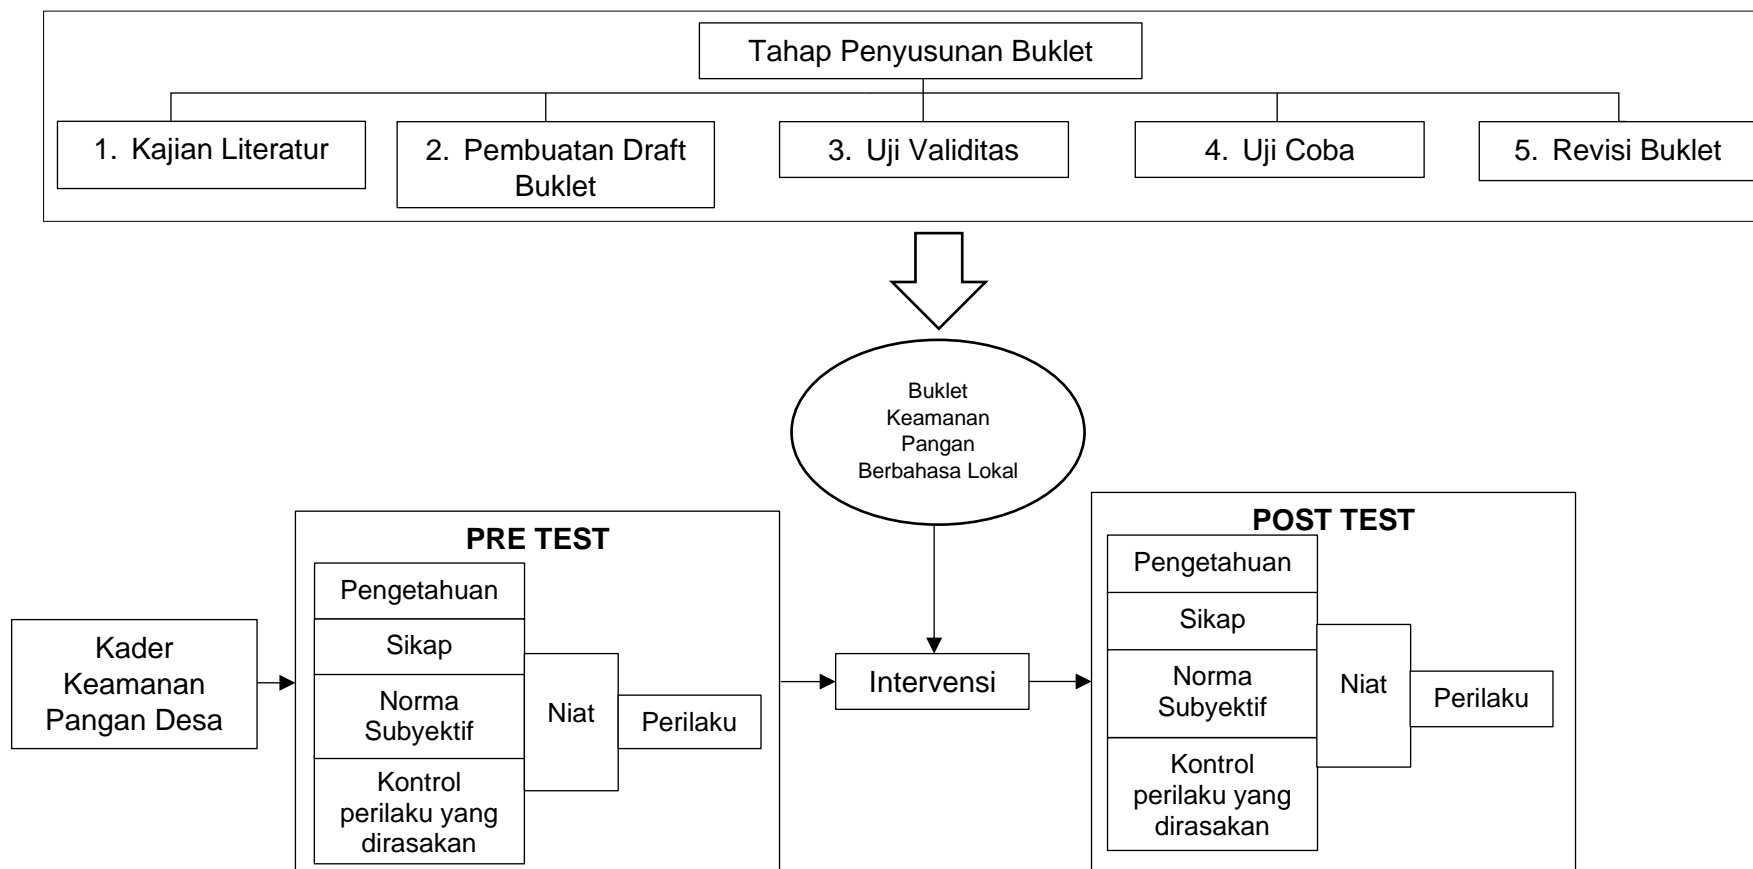 Tahap Penyusunan Buklet
1. Kajian Literatur
2. Pembuatan Draft
Buklet
3. Uji Validitas
4. Uji Coba
5. Revisi Buklet
Buklet
Keamanan
Pangan
Berbahasa Lokal
Kader
Keamanan
Pangan Desa
PRE TEST
Pengetahuan
Sikap
Norma
Subyektif
Kontrol
perilaku yang
dirasakan
Niat
Perilaku
Intervensi
POST TEST
Pengetahuan
Sikap
Norma
Subyektif
Kontrol
perilaku yang
dirasakan
Niat
Perilaku